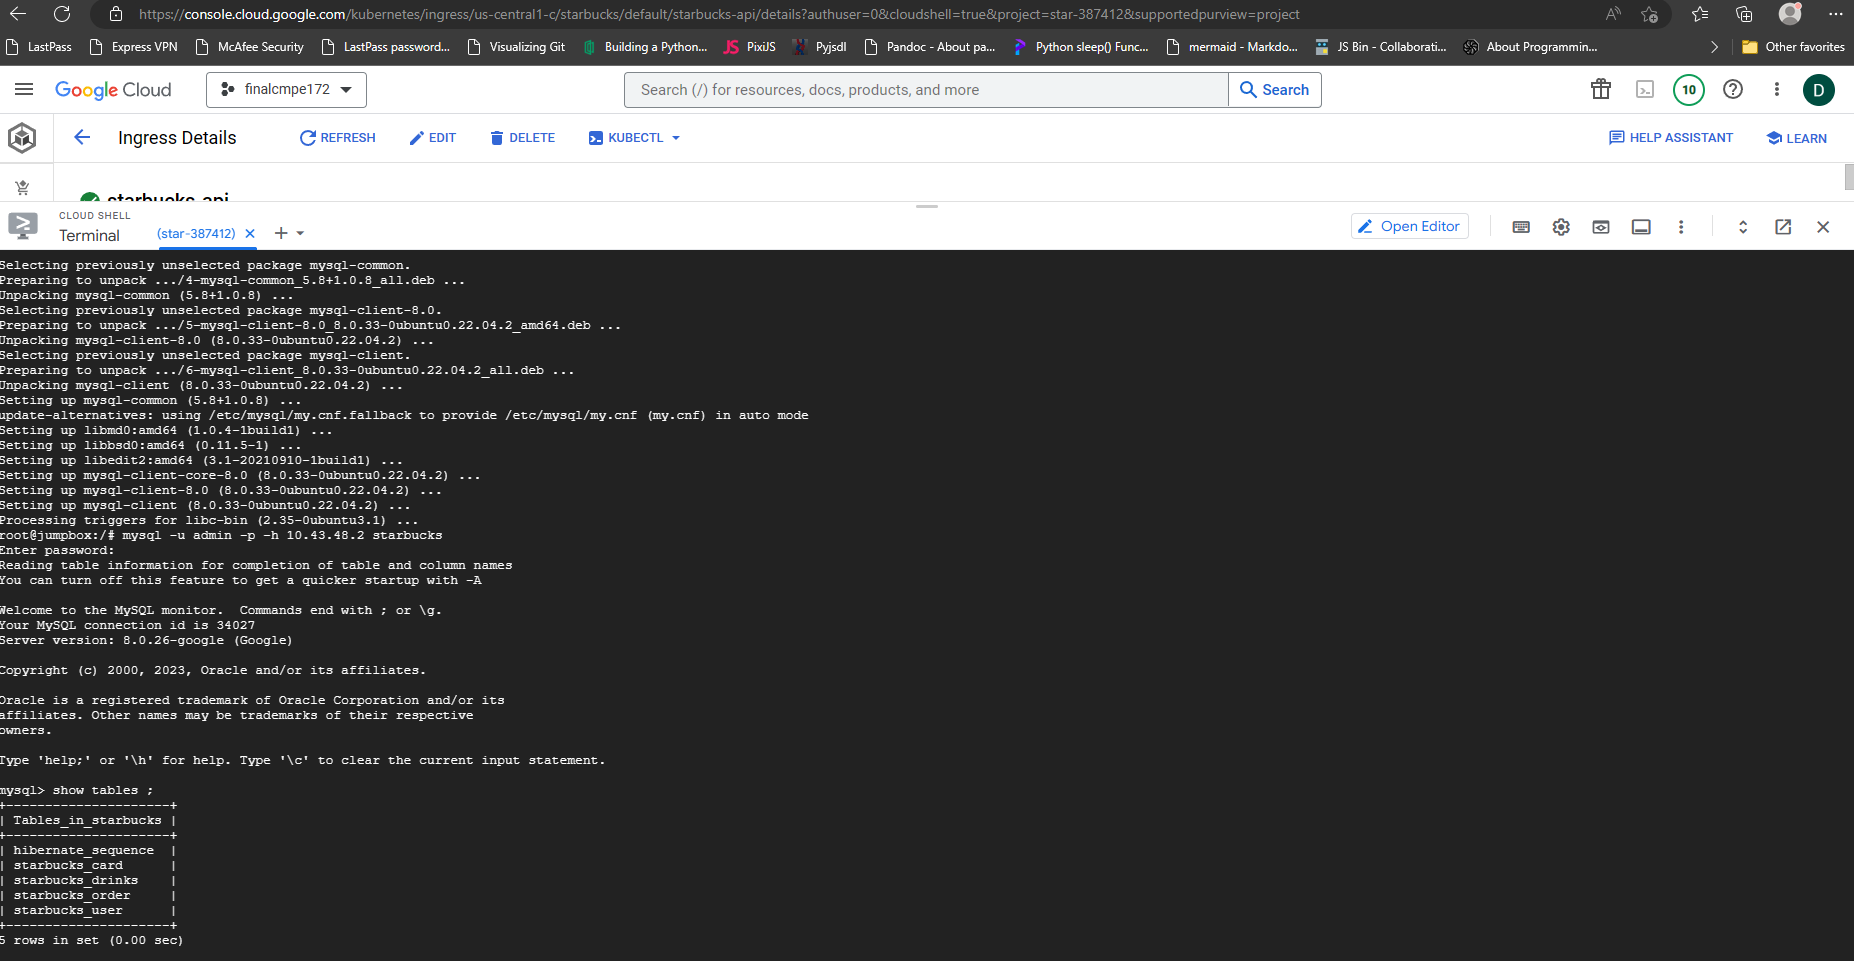 https://console.cloud.google.com/kubernetes/ingress/us-central1-c/starbucks/default/starbucks-api/details?authuser=0&cloudshell=true&project=star-387412&supportedpurview=project
LastPass Express VPN McAfee Security LastPass password... Visualizing Git Building a Python... JS PixiJS Pyjsdl Pandoc - About pa... Python sleep() Func... mermaid - Markdo... JS Bin - Collaborati... About Programmin... Other favorites
Google Cloud finalcmpe172 Search (/) for resources, docs, products, and more Search 10 D
Ingress Details REFRESH EDIT DELETE KUBECTL HELP ASSISTANT LEARN
starbucks-api
CLOUD SHELL
Terminal (star-387412) Open Editor
Selecting previously unselected package mysql-common.
Preparing to unpack .../4-mysql-common_5.8+1.0.8_all.deb ...
Unpacking mysql-common (5.8+1.0.8) ...
Selecting previously unselected package mysql-client-8.0.
Preparing to unpack .../5-mysql-client-8.0_8.0.33-0ubuntu0.22.04.2_amd64.deb ...
Unpacking mysql-client-8.0 (8.0.33-0ubuntu0.22.04.2) ...
Selecting previously unselected package mysql-client.
Preparing to unpack .../6-mysql-client_8.0.33-0ubuntu0.22.04.2_all.deb ...
Unpacking mysql-client (8.0.33-0ubuntu0.22.04.2) ...
Setting up mysql-common (5.8+1.0.8) ...
update-alternatives: using /etc/mysql/my.cnf.fallback to provide /etc/mysql/my.cnf (my.cnf) in auto mode
Setting up libmd0:amd64 (1.0.4-1build1) ...
Setting up libbsd0:amd64 (0.11.5-1) ...
Setting up libedit2:amd64 (3.1-20210910-1build1) ...
Setting up mysql-client-core-8.0 (8.0.33-0ubuntu0.22.04.2) ...
Setting up mysql-client-8.0 (8.0.33-0ubuntu0.22.04.2) ...
Setting up mysql-client (8.0.33-0ubuntu0.22.04.2) ...
Processing triggers for libc-bin (2.35-0ubuntu3.1) ...
root@jumpbox:/# mysql -u admin -p -h 10.43.48.2 starbucks
Enter password:
Reading table information for completion of table and column names
You can turn off this feature to get a quicker startup with -A
Welcome to the MySQL monitor.  Commands end with ; or \g.
Your MySQL connection id is 34027
Server version: 8.0.26-google (Google)
Copyright (c) 2000, 2023, Oracle and/or its affiliates.
Oracle is a registered trademark of Oracle Corporation and/or its
affiliates. Other names may be trademarks of their respective
owners.
Type 'help;' or '\h' for help. Type '\c' to clear the current input statement.
mysql> show tables ;
+---------------------+
| Tables_in_starbucks |
+---------------------+
| hibernate_sequence  |
| starbucks_card      |
| starbucks_drinks    |
| starbucks_order     |
| starbucks_user      |
+---------------------+
5 rows in set (0.00 sec)